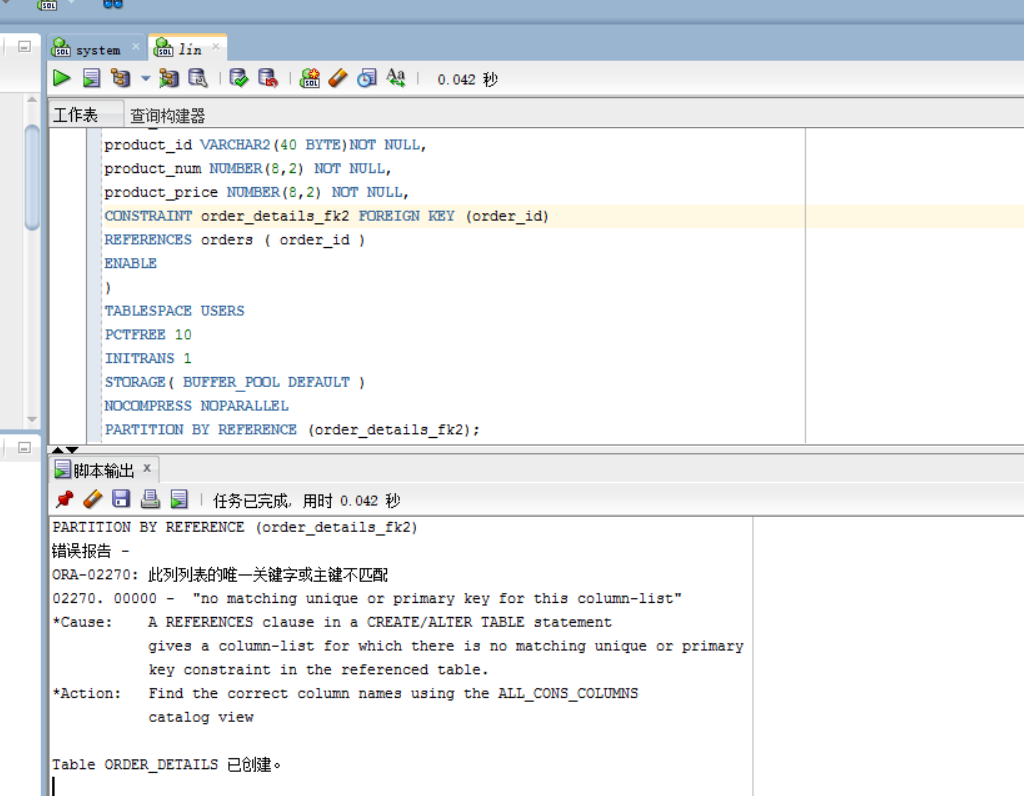 SQL
system
lin
0.042 秒
工作表
查询构建器
product_id VARCHAR2(40 BYTE)NOT NULL,
product_num NUMBER(8,2) NOT NULL,
product_price NUMBER(8,2) NOT NULL,
CONSTRAINT order_details_fk2 FOREIGN KEY (order_id)
REFERENCES orders ( order_id )
ENABLE
)
TABLESPACE USERS
PCTFREE 10
INITRANS 1
STORAGE( BUFFER_POOL DEFAULT )
NOCOMPRESS NOPARALLEL
PARTITION BY REFERENCE (order_details_fk2);
脚本输出
任务已完成, 用时 0.042 秒
PARTITION BY REFERENCE (order_details_fk2)
错误报告 -
ORA-02270: 此列列表的唯一关键字或主键不匹配
02270. 00000 -  "no matching unique or primary key for this column-list"
*Cause:    A REFERENCES clause in a CREATE/ALTER TABLE statement
gives a column-list for which there is no matching unique or primary
key constraint in the referenced table.
*Action:   Find the correct column names using the ALL_CONS_COLUMNS
catalog view
Table ORDER_DETAILS 已创建。